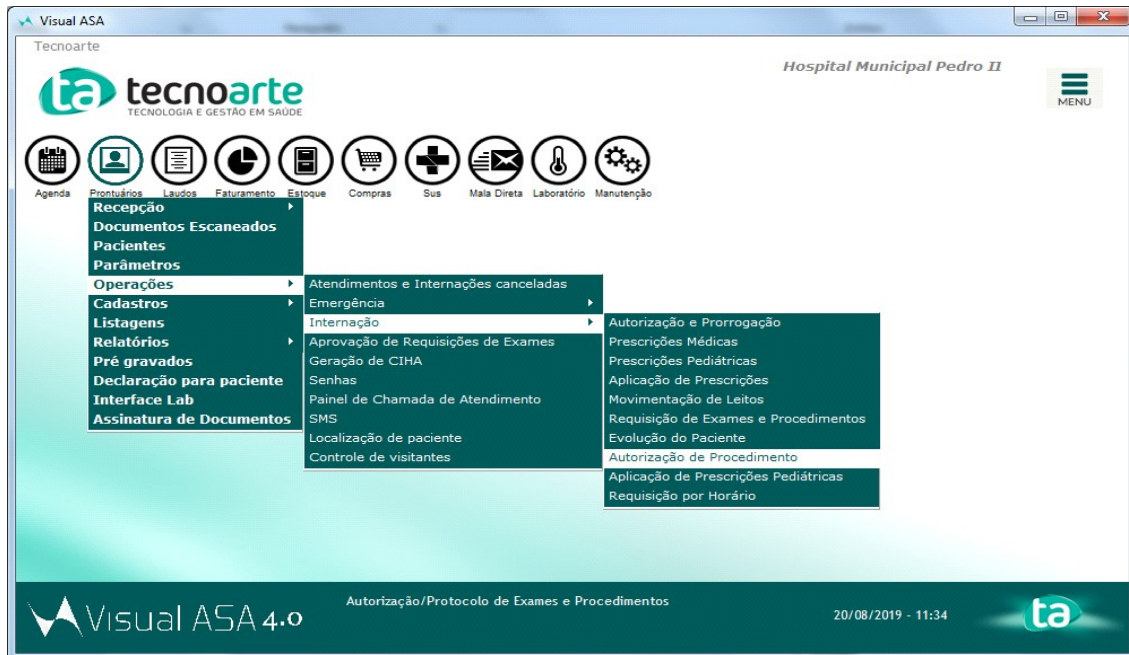 Visual ASA
Tecnoarte
Hospital Municipal Pedro II
ta tecnoarte
TECNOLOGIA E GESTÃO EM SAÚDE
MENU
Agenda Prontuários Laudos Faturamento Estoque Compras Sus Mala Direta Laboratório Manutenção
Recepção
Documentos Escaneados
Pacientes
Parâmetros
Operações
Cadastros
Listagens
Relatórios
Pré gravados
Declaração para paciente
Interface Lab
Assinatura de Documentos
Atendimentos e Internações canceladas
Emergência
Internação
Aprovação de Requisições de Exames
Geração de CIHA
Senhas
Painel de Chamada de Atendimento
SMS
Localização de paciente
Controle de visitantes
Autorização e Prorrogação
Prescrições Médicas
Prescrições Pediátricas
Aplicação de Prescrições
Movimentação de Leitos
Requisição de Exames e Procedimentos
Evolução do Paciente
Autorização de Procedimento
Aplicação de Prescrições Pediátricas
Requisição por Horário
Visual ASA 4.0
Autorização/Protocolo de Exames e Procedimentos
20/08/2019 - 11:34
ta